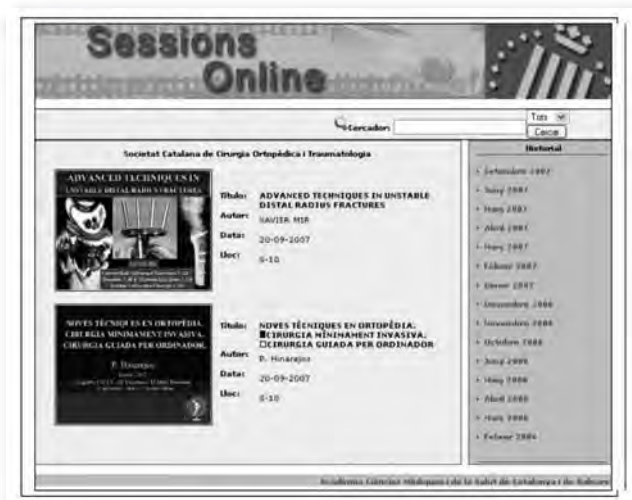 Sessions
Online
Cercador:
Tots
Cerca
Societat Catalana de Cirurgia Ortopèdica i Traumatologia
Historial
ADVANCED TECHNIQUES IN
UNSTABLE DISTAL RADIUS FRACTURES
Título: ADVANCED TECHNIQUES IN UNSTABLE
DISTAL RADIUS FRACTURES
Autor: XAVIER MIR
Data: 20-09-2007
Lloc: 6-10
NOVES TÈCNIQUES EN ORTOPÈDIA.
CIRURGIA MÍNIMAMENT INVASIVA.
CIRURGIA GUIADA PER ORDINADOR.
P. Hinarejos
Título: NOVES TÈCNIQUES EN ORTOPÈDIA.
CIRURGIA MÍNIMAMENT INVASIVA.
CIRURGIA GUIADA PER ORDINADOR
Autor: P. Hinarejos
Data: 20-09-2007
Lloc: 6-10
Setembre 2007
Juny 2007
Maig 2007
Abril 2007
Març 2007
Febrer 2007
Gener 2007
Desembre 2006
Novembre 2006
Octubre 2006
Juny 2006
Maig 2006
Abril 2006
Març 2006
Febrer 2006
Acadèmia Ciències Mèdiques i de la Salut de Catalunya i de Balears